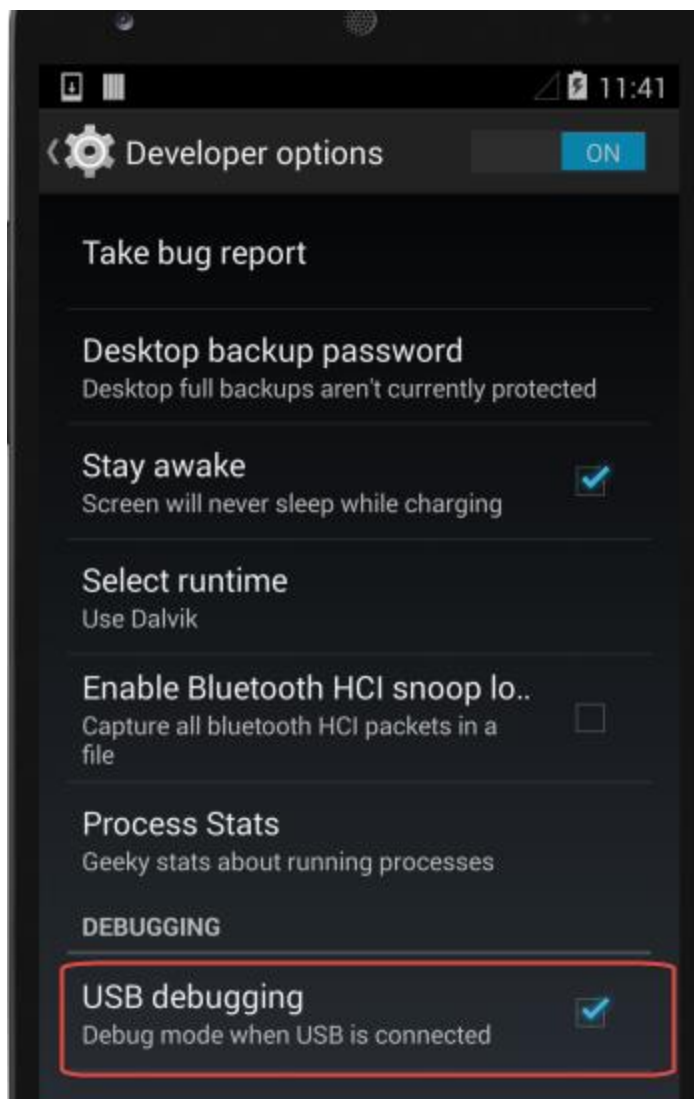 11:41
Developer options
ON
Take bug report
Desktop backup password
Desktop full backups aren't currently protected
Stay awake
Screen will never sleep while charging
Select runtime
Use Dalvik
Enable Bluetooth HCI snoop lo..
Capture all bluetooth HCI packets in a
file
Process Stats
Geeky stats about running processes
DEBUGGING
USB debugging
Debug mode when USB is connected